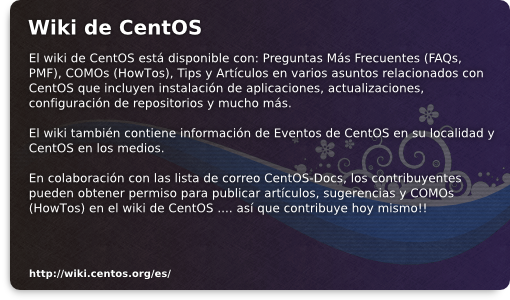 Wiki de CentOS
El wiki de CentOS está disponible con: Preguntas Más Frecuentes (FAQs,
PMF), COMOs (HowTos), Tips y Artículos en varios asuntos relacionados con
CentOS que incluyen instalación de aplicaciones, actualizaciones,
configuración de repositorios y mucho más.
El wiki también contiene información de Eventos de CentOS en su localidad y
CentOS en los medios.
En colaboración con las lista de correo CentOS-Docs, los contribuyentes
pueden obtener permiso para publicar artículos, sugerencias y COMOs
(HowTos) en el wiki de CentOS .... así que contribuye hoy mismo!!
http://wiki.centos.org/es/